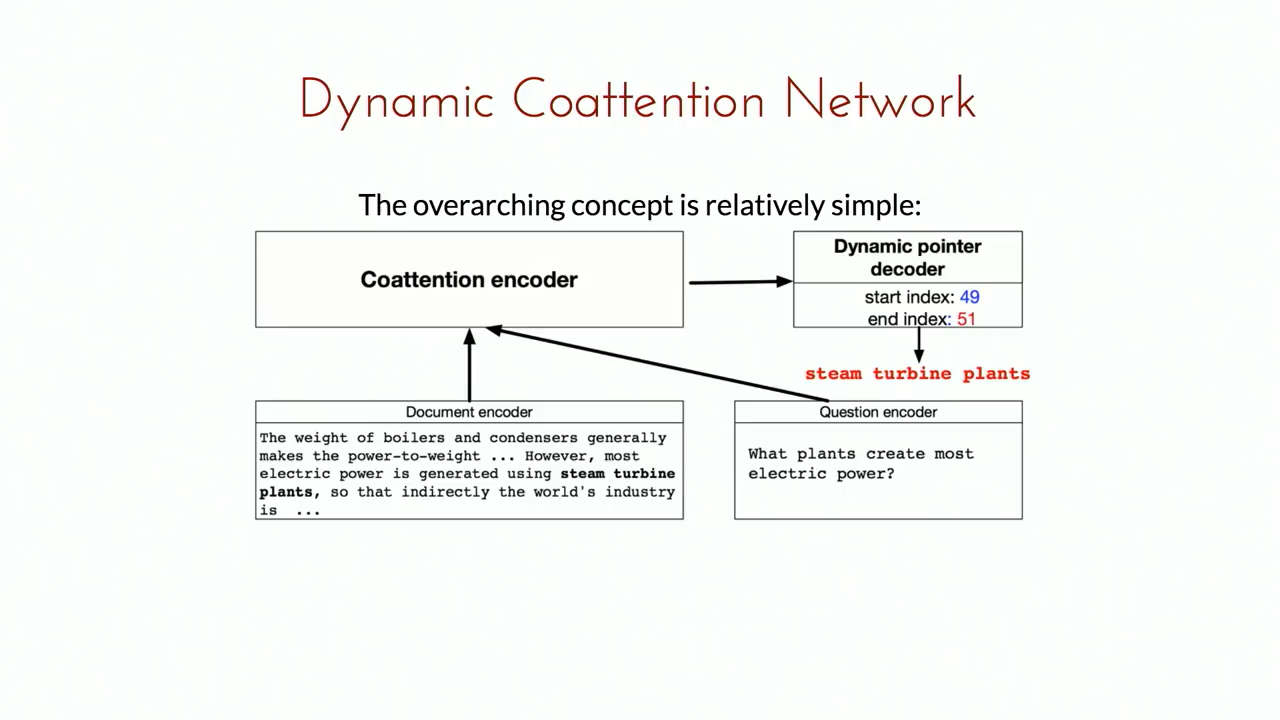 Dynamic Coattention Network
The overarching concept is relatively simple:
Coattention encoder
Dynamic pointer
decoder
start index: 49
end index: 51
steam turbine plants
Document encoder
The weight of boilers and condensers generally
makes the power-to-weight ... However, most
electric power is generated using steam turbine
plants, so that indirectly the world's industry
is ...
Question encoder
What plants create most
electric power?